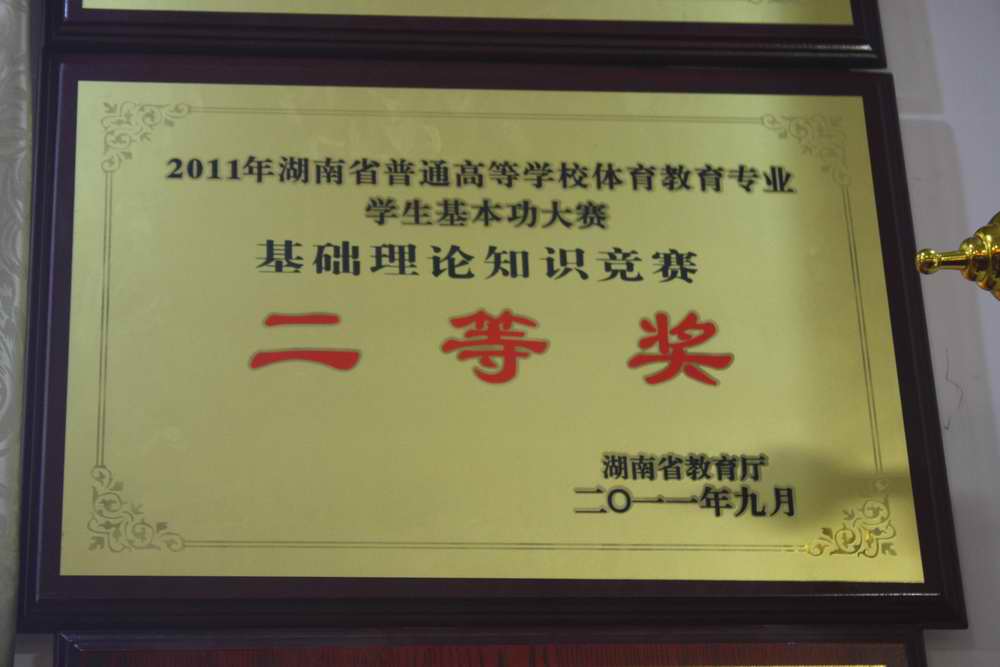 2011年湖南省普通高等学校体育教育专业
学生基本功大赛
基础理论知识竞赛
二等奖
湖南省教育厅
二〇一一年九月